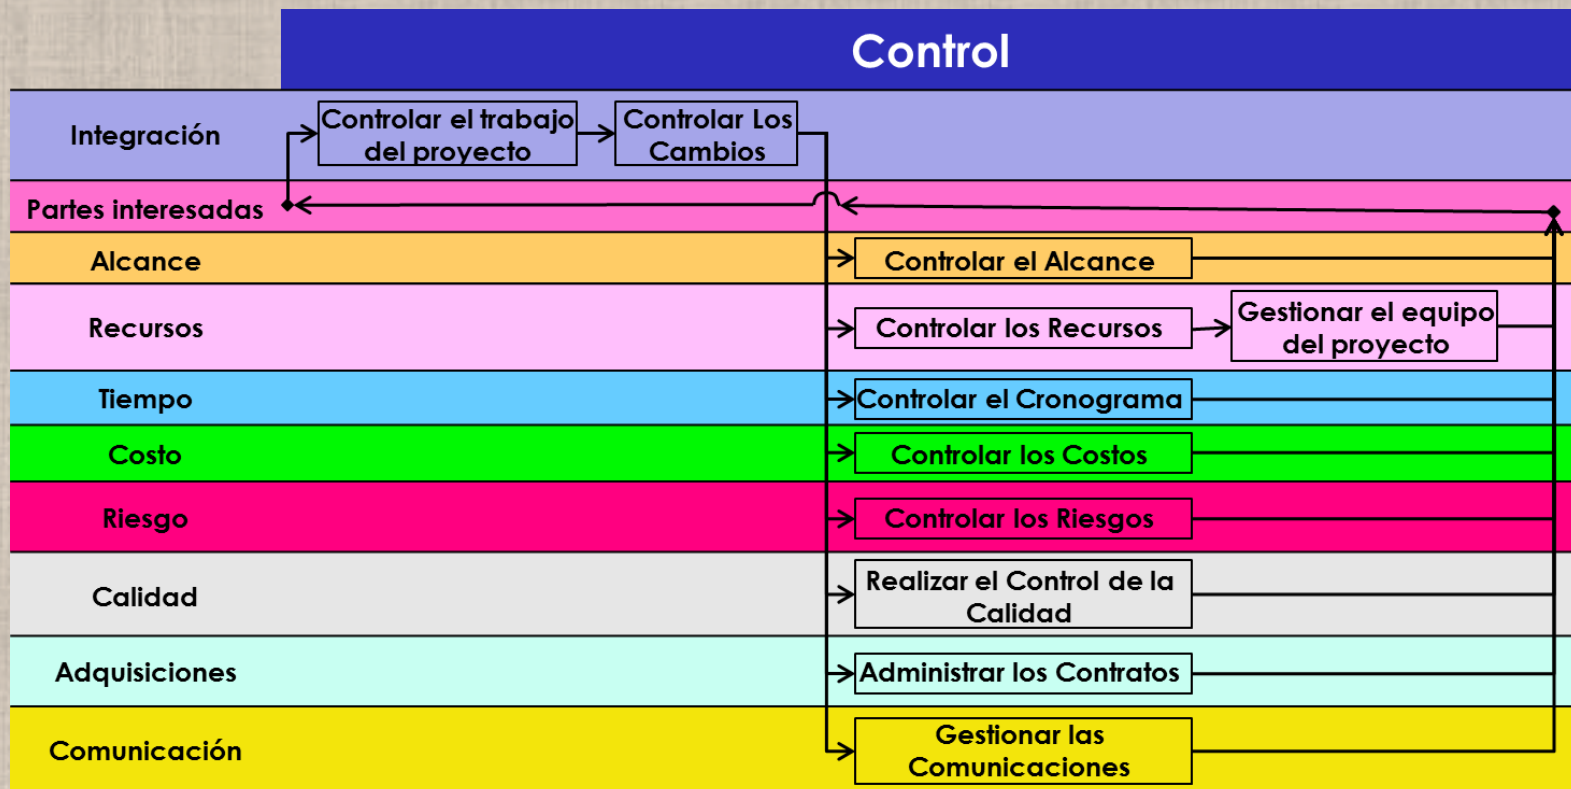 Control
Integración
Controlar el trabajo
del proyecto
Controlar Los
Cambios
Partes interesadas
Alcance
Controlar el Alcance
Recursos
Controlar los Recursos
Gestionar el equipo
del proyecto
Tiempo
Controlar el Cronograma
Costo
Controlar los Costos
Riesgo
Controlar los Riesgos
Calidad
Realizar el Control de la
Calidad
Adquisiciones
Administrar los Contratos
Comunicación
Gestionar las
Comunicaciones